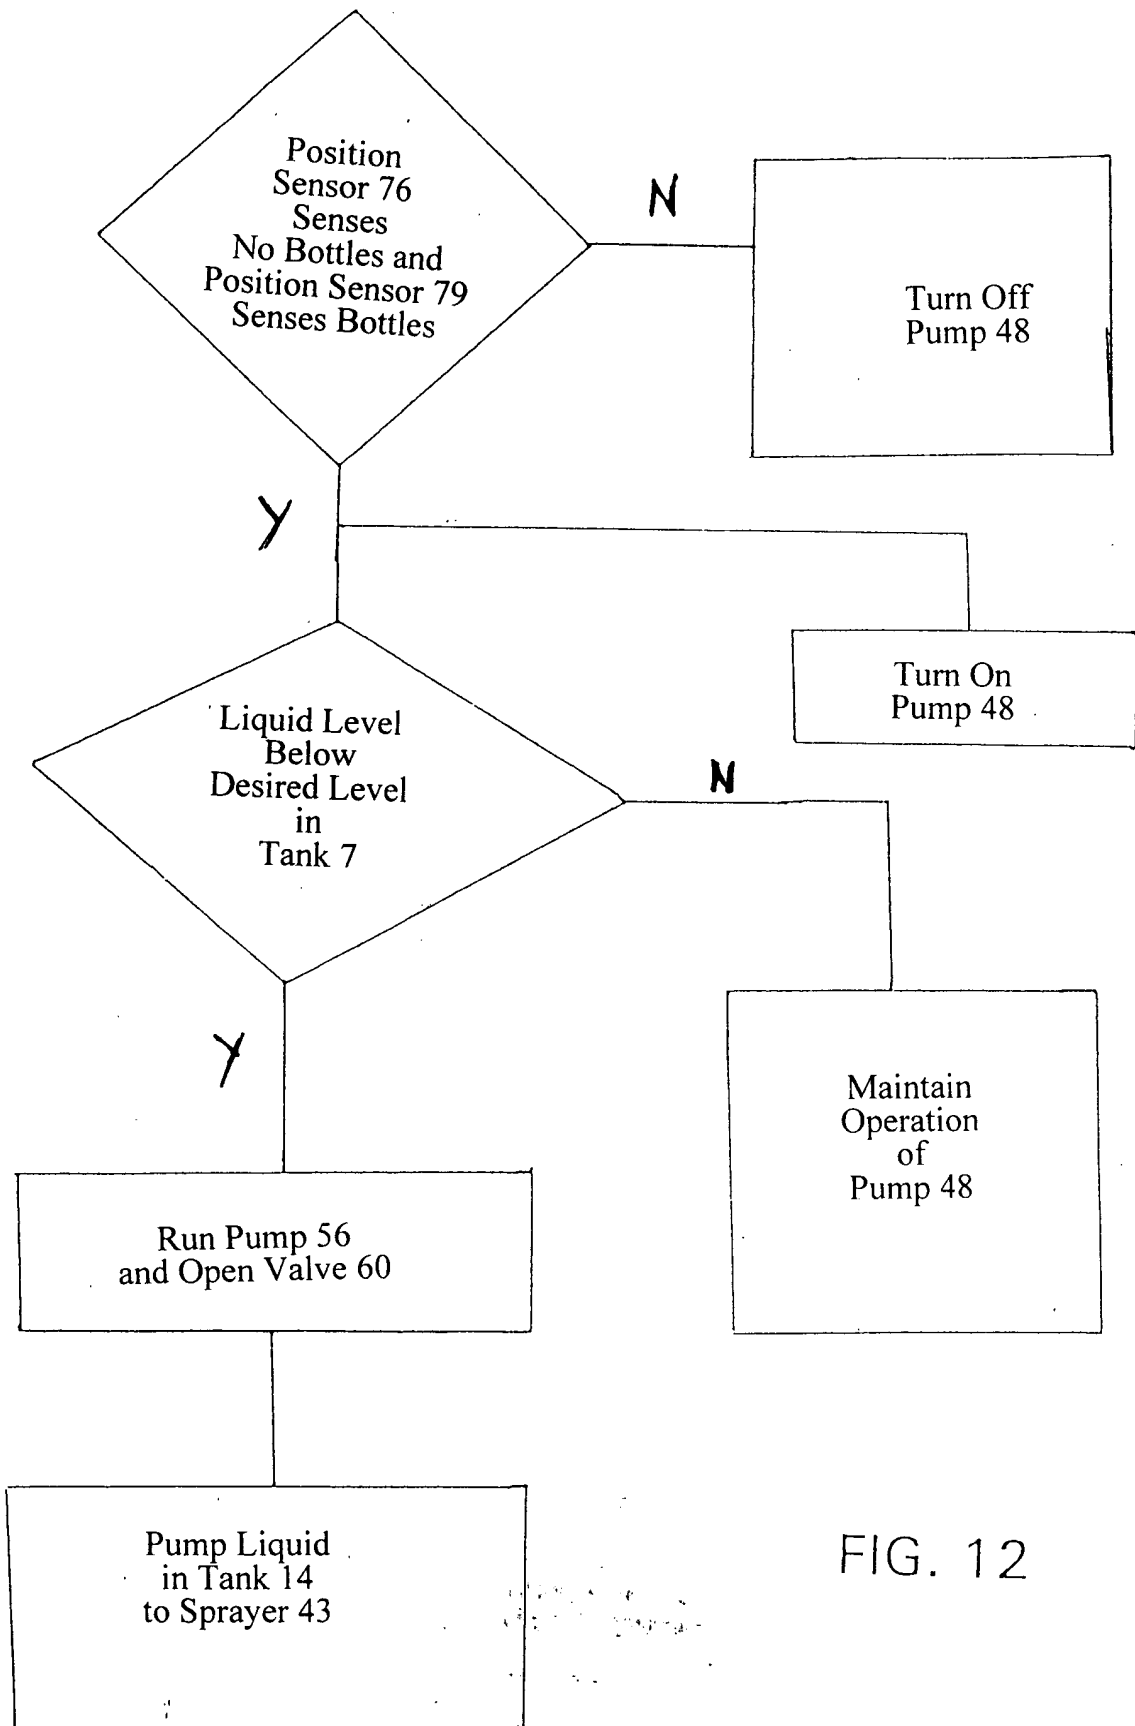 Position
Sensor 76
Senses
No Bottles and
Position Sensor 79
Senses Bottles
N
Turn Off
Pump 48
Y
Turn On
Pump 48
Liquid Level
Below
Desired Level
in
Tank 7
N
Y
Maintain
Operation
of
Pump 48
Run Pump 56
and Open Valve 60
Pump Liquid
in Tank 14
to Sprayer 43
FIG. 12